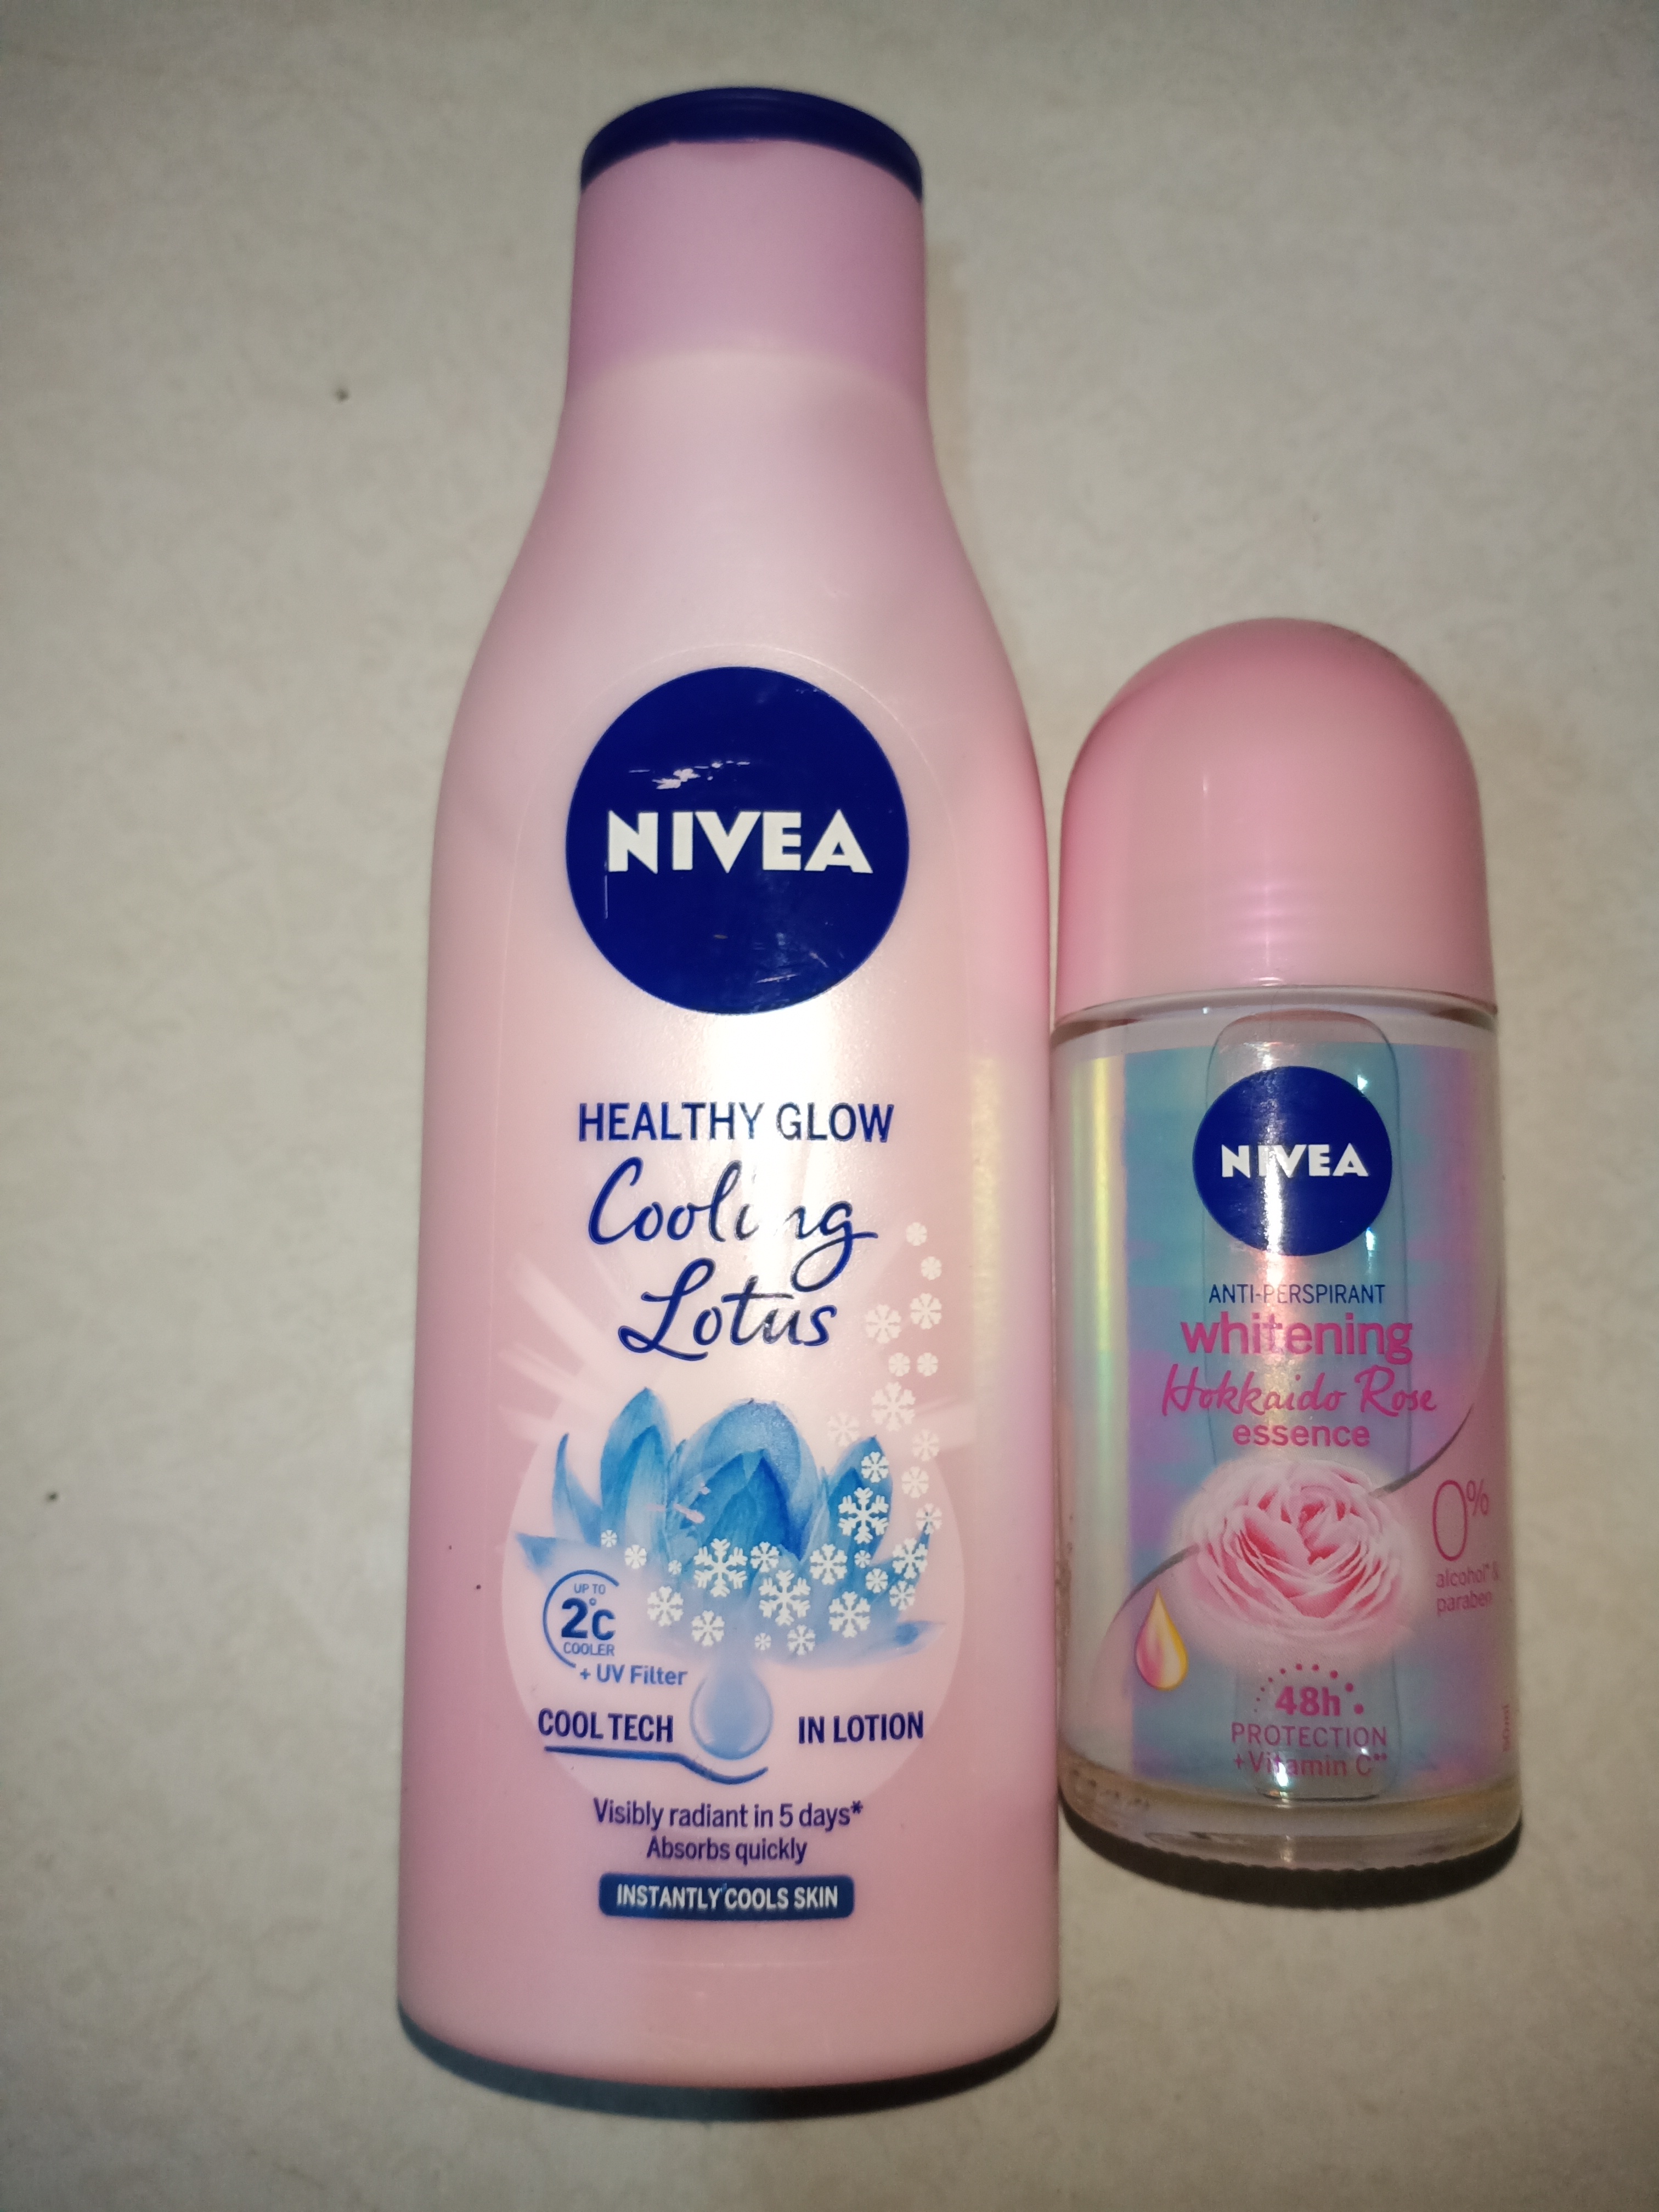 NIVEA
HEALTHY GLOW
Cooling
Lotus
UP TO
2°C
COOLER
+ UV Filter
COOL TECH IN LOTION
Visibly radiant in 5 days*
Absorbs quickly
INSTANTLY COOLS SKIN
NIVEA
ANTI-PERSPIRANT
whitening
Hokkaido Rose
essence
0%
alcohol* &
paraben
48h
PROTECTION
+Vitamin C**
50ml